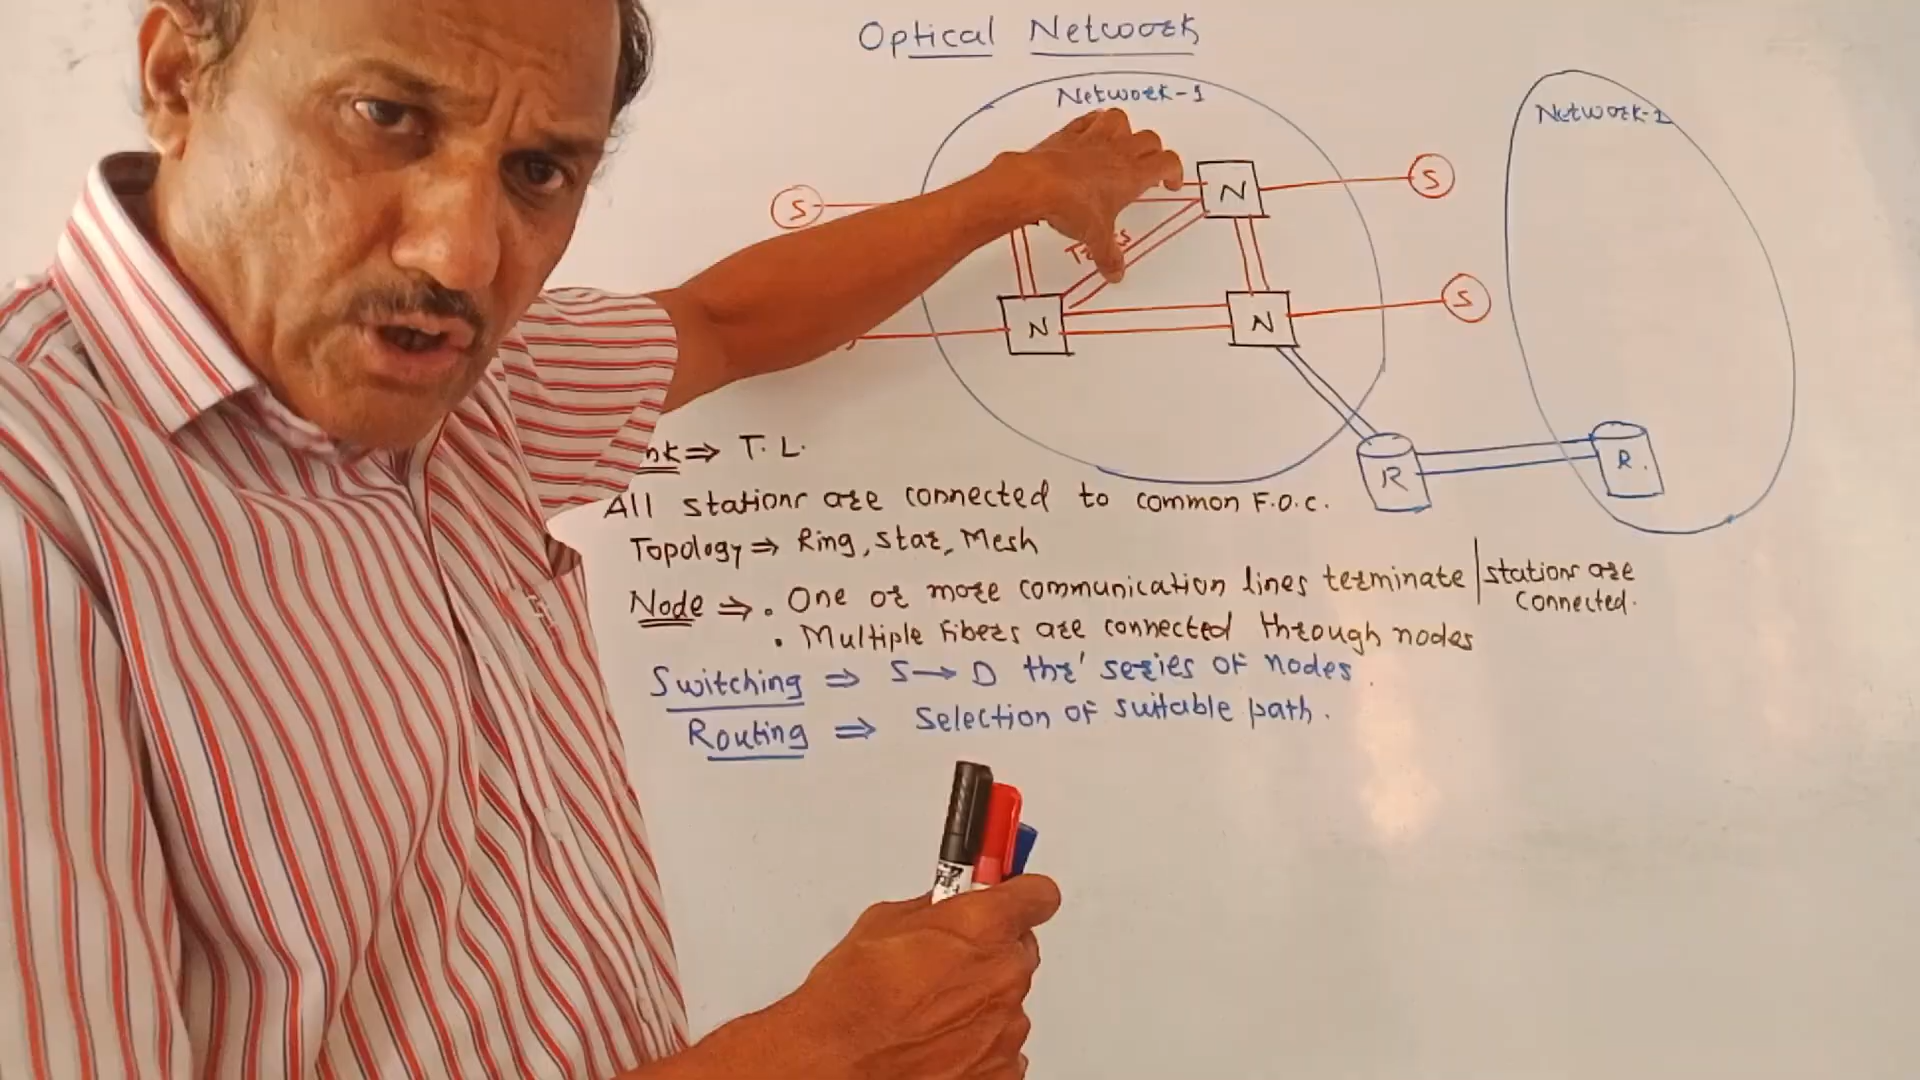 Optical Network
Network-1
Network-1
N
S
S
N
N
S
R
R.
⇒ T.L.
All stations are connected to common F.O.C.
Topology ⇒ Ring, Star, Mesh
Node ⇒ • One or more communication lines terminate | stations are connected.
• Multiple Fibers are connected through nodes
Switching ⇒ S → D thr' series of nodes.
Routing ⇒ Selection of suitable path.